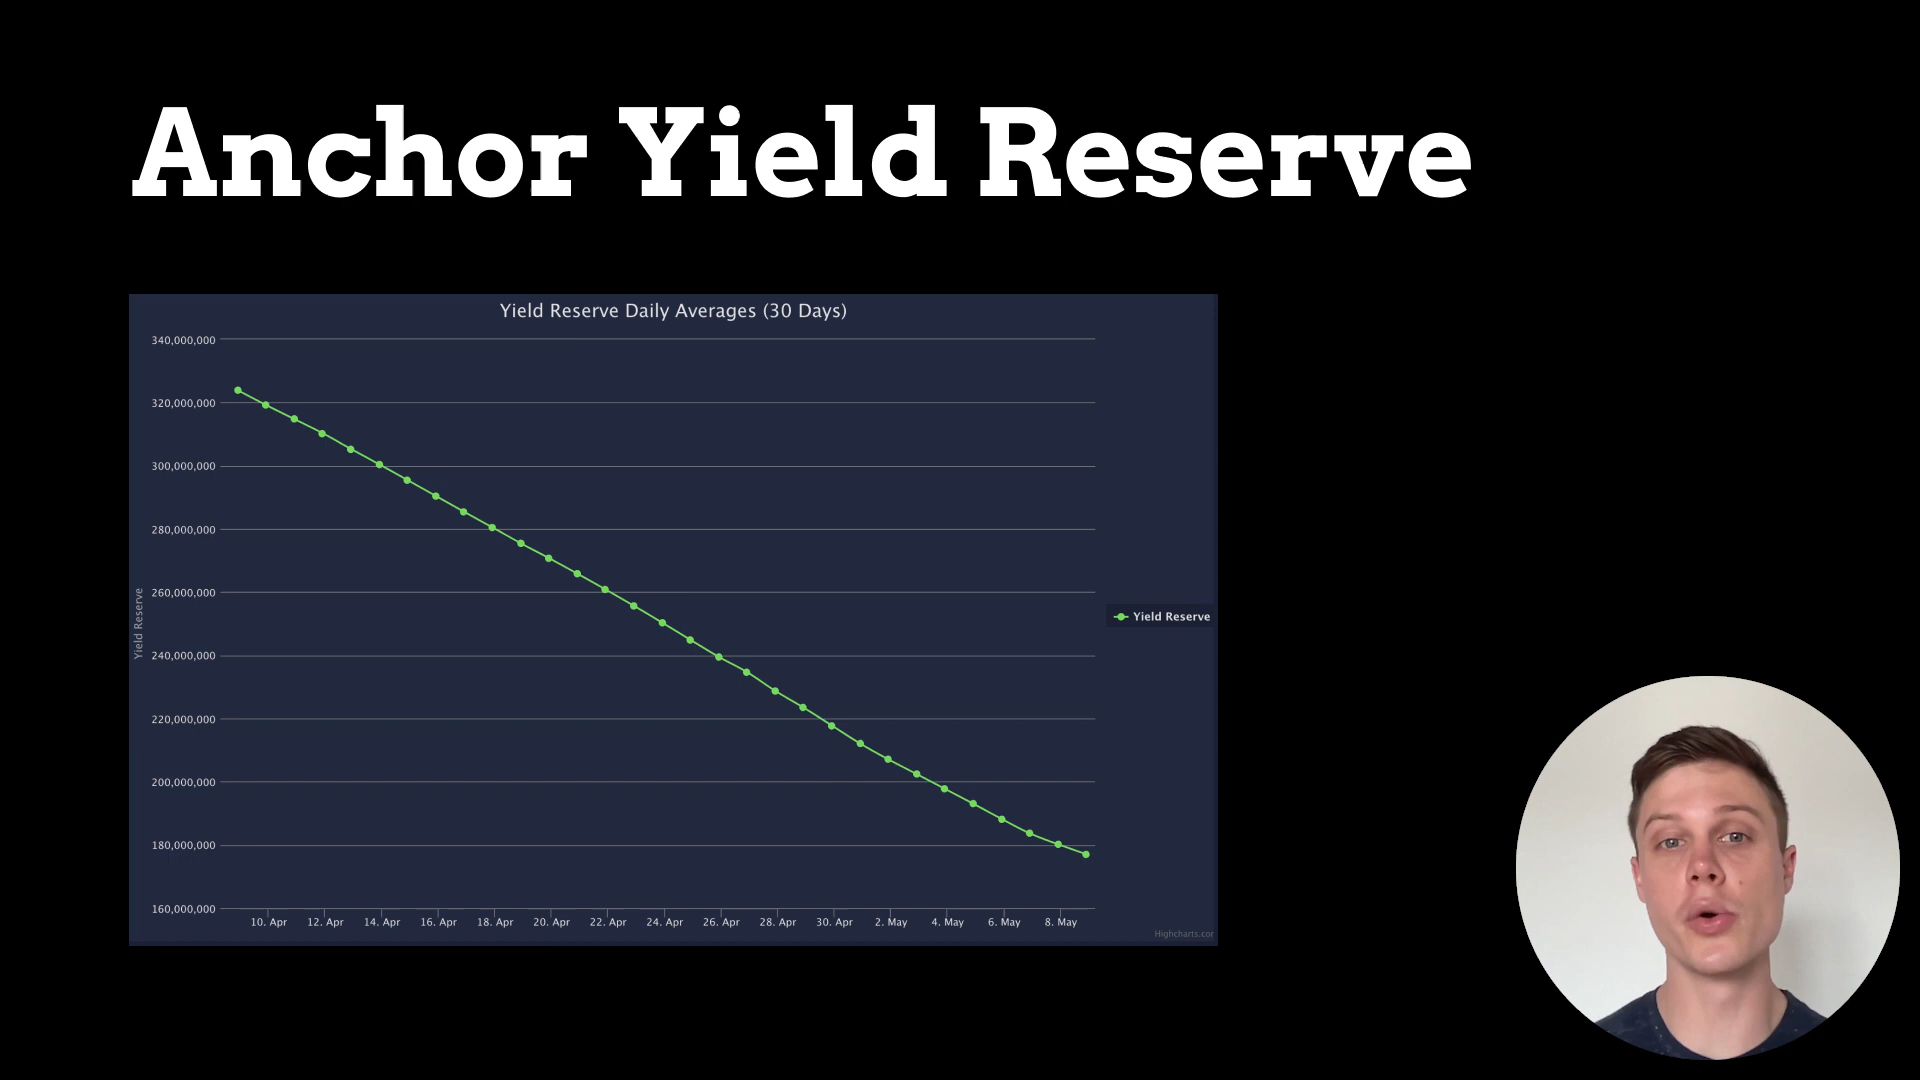 Anchor Yield Reserve
Yield Reserve Daily Averages (30 Days)
340,000,000
320,000,000
300,000,000
280,000,000
260,000,000
240,000,000
220,000,000
200,000,000
180,000,000
160,000,000
Yield Reserve
10. Apr 12. Apr 14. Apr 16. Apr 18. Apr 20. Apr 22. Apr 24. Apr 26. Apr 28. Apr 30. Apr 2. May 4. May 6. May 8. May
Yield Reserve
Highcharts.cor